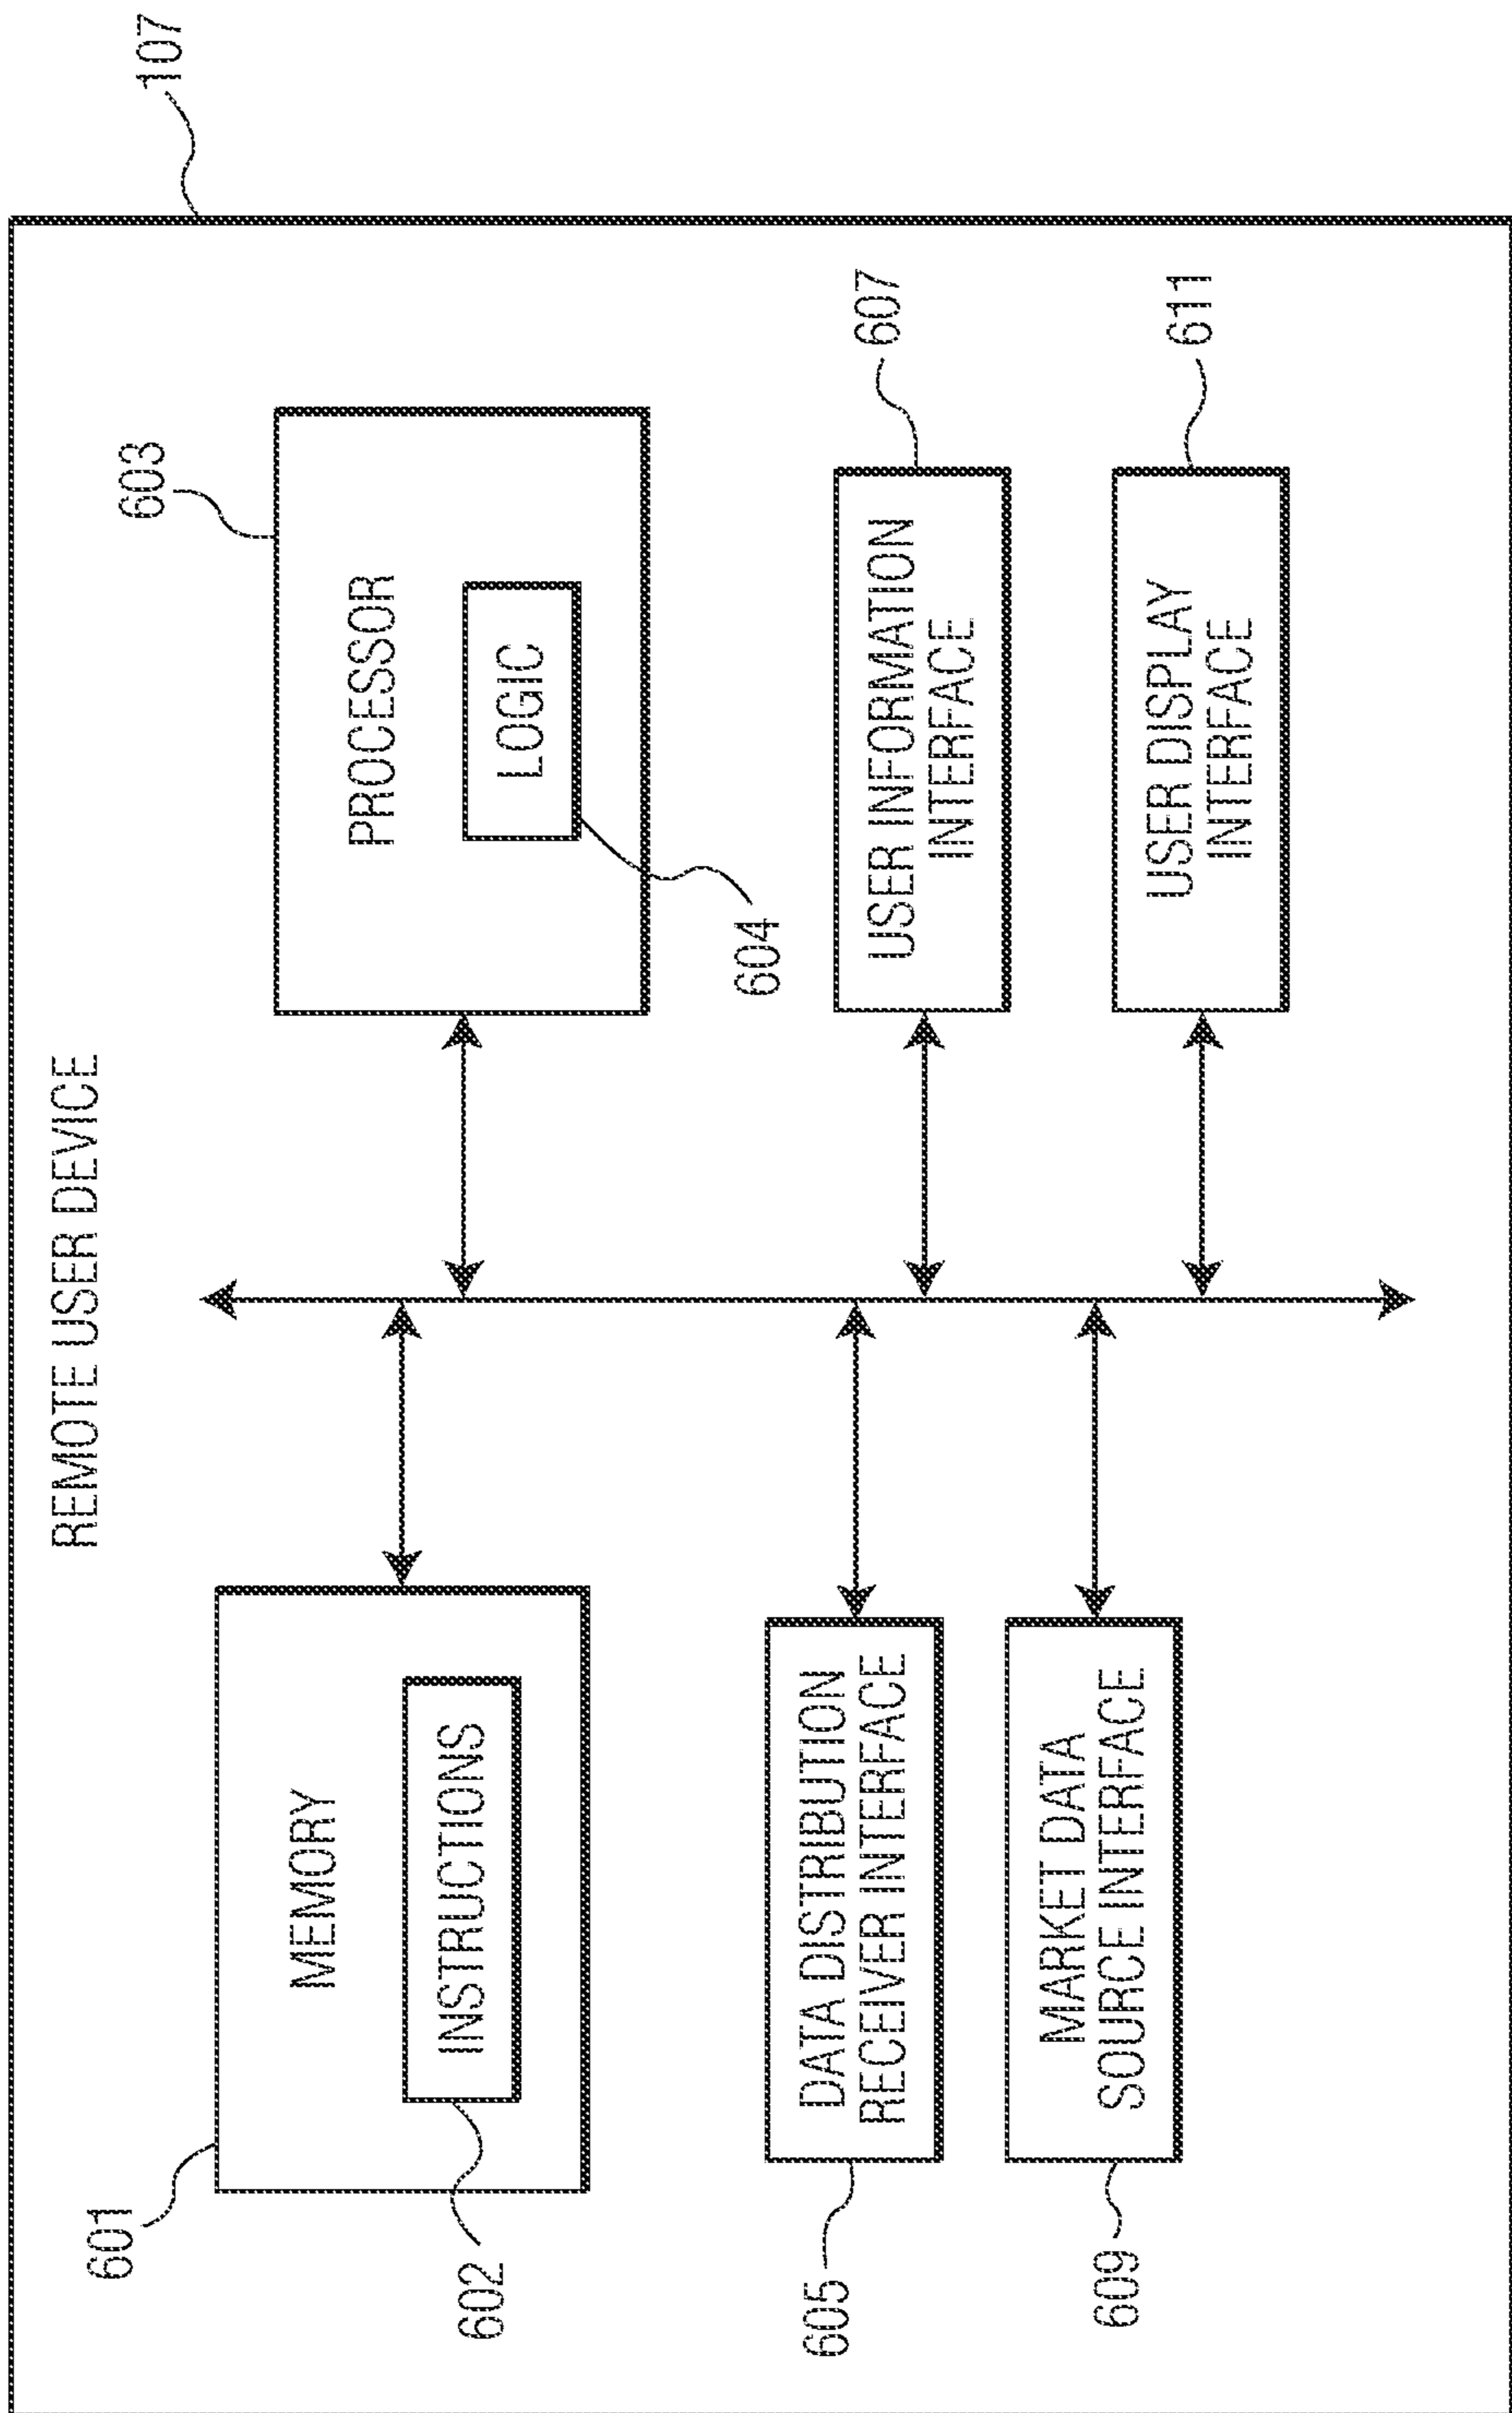 REMOTE USER DEVICE
107
601
MEMORY
INSTRUCTIONS
602
603
PROCESSOR
LOGIC
604
605
DATA DISTRIBUTION
RECEIVER INTERFACE
607
USER INFORMATION
INTERFACE
609
MARKET DATA
SOURCE INTERFACE
611
USER DISPLAY
INTERFACE